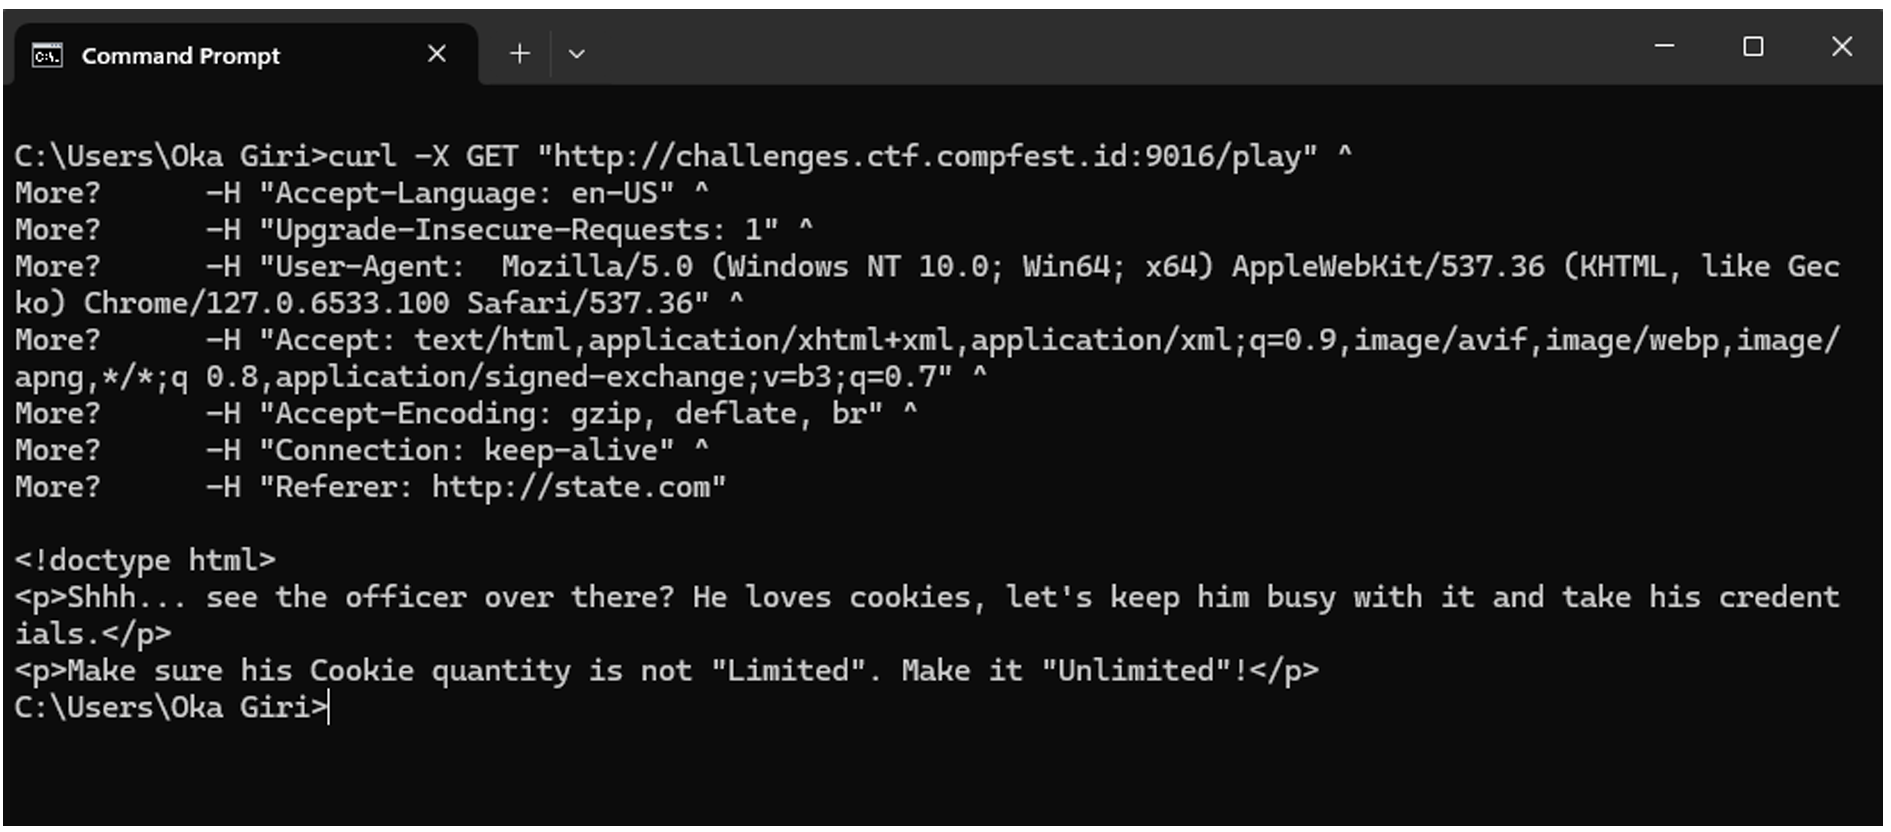 Command Prompt
C:\Users\Oka Giri>curl -X GET "http://challenges.ctf.compfest.id:9016/play" ^
More?      -H "Accept-Language: en-US" ^
More?      -H "Upgrade-Insecure-Requests: 1" ^
More?      -H "User-Agent:  Mozilla/5.0 (Windows NT 10.0; Win64; x64) AppleWebKit/537.36 (KHTML, like Gec
ko) Chrome/127.0.6533.100 Safari/537.36" ^
More?      -H "Accept: text/html,application/xhtml+xml,application/xml;q=0.9,image/avif,image/webp,image/
apng,*/*;q 0.8,application/signed-exchange;v=b3;q=0.7" ^
More?      -H "Accept-Encoding: gzip, deflate, br" ^
More?      -H "Connection: keep-alive" ^
More?      -H "Referer: http://state.com"
<!doctype html>
<p>Shhh... see the officer over there? He loves cookies, let's keep him busy with it and take his credent
ials.</p>
<p>Make sure his Cookie quantity is not "Limited". Make it "Unlimited"!</p>
C:\Users\Oka Giri>